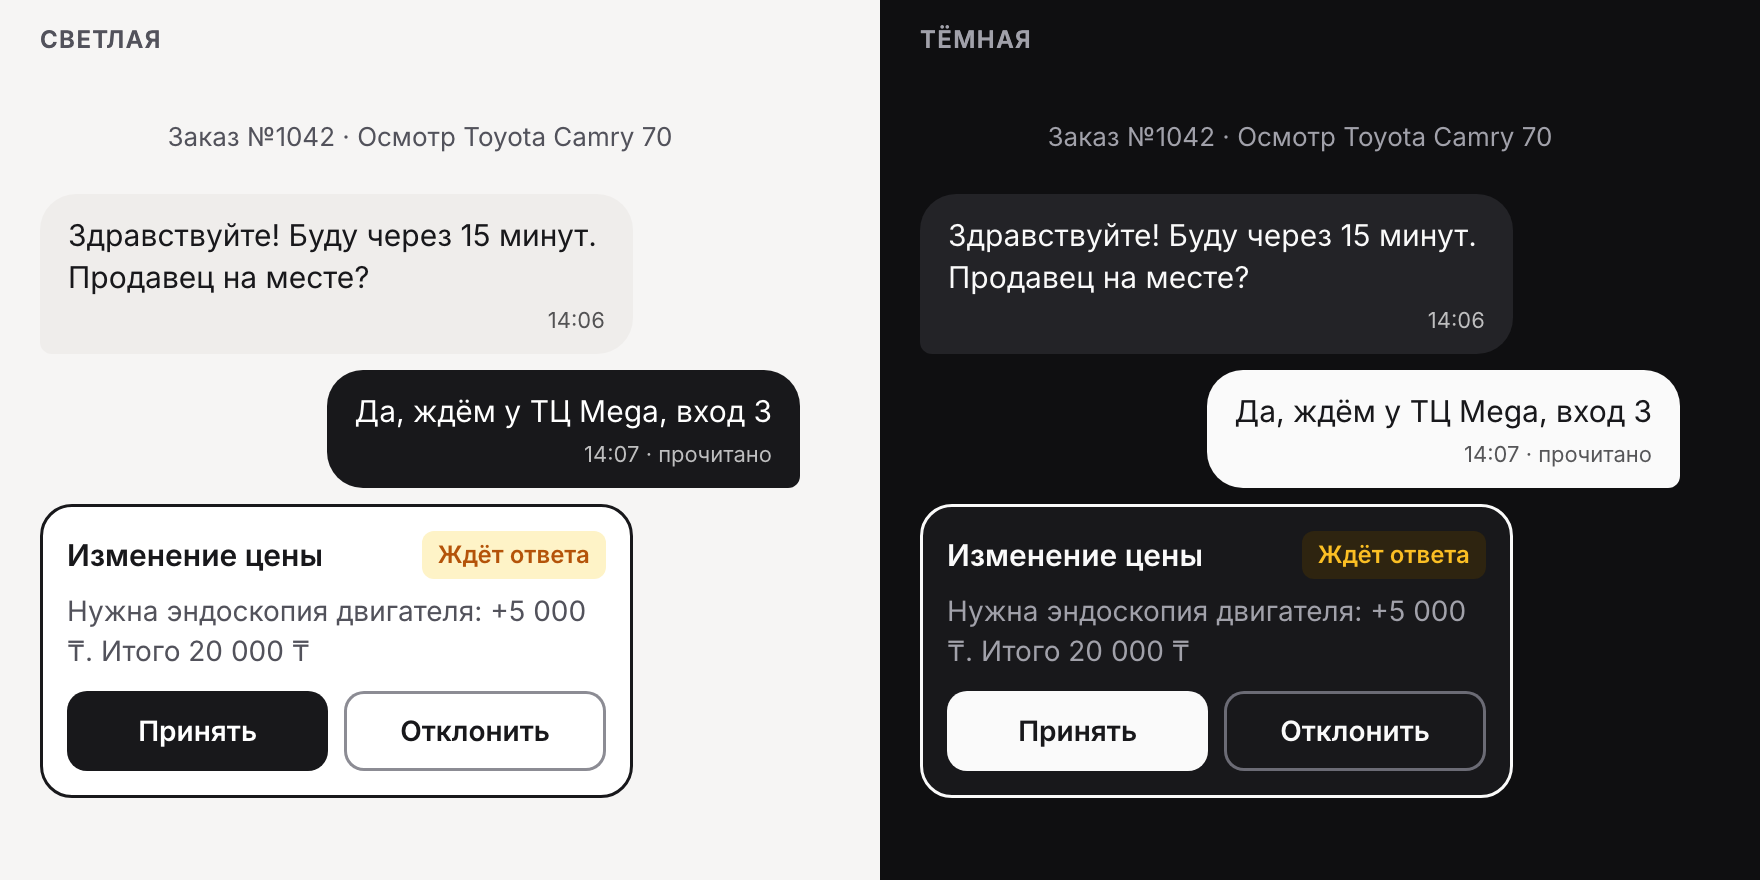 СВЕТЛАЯ
Заказ №1042 · Осмотр Toyota Camry 70
Здравствуйте! Буду через 15 минут.
Продавец на месте?
14:06
Да, ждём у ТЦ Mega, вход 3
14:07 · прочитано
Изменение цены
Ждёт ответа
Нужна эндоскопия двигателя: +5 000
₸. Итого 20 000 ₸
Принять
Отклонить
ТЁМНАЯ
Заказ №1042 · Осмотр Toyota Camry 70
Здравствуйте! Буду через 15 минут.
Продавец на месте?
14:06
Да, ждём у ТЦ Mega, вход 3
14:07 · прочитано
Изменение цены
Ждёт ответа
Нужна эндоскопия двигателя: +5 000
₸. Итого 20 000 ₸
Принять
Отклонить